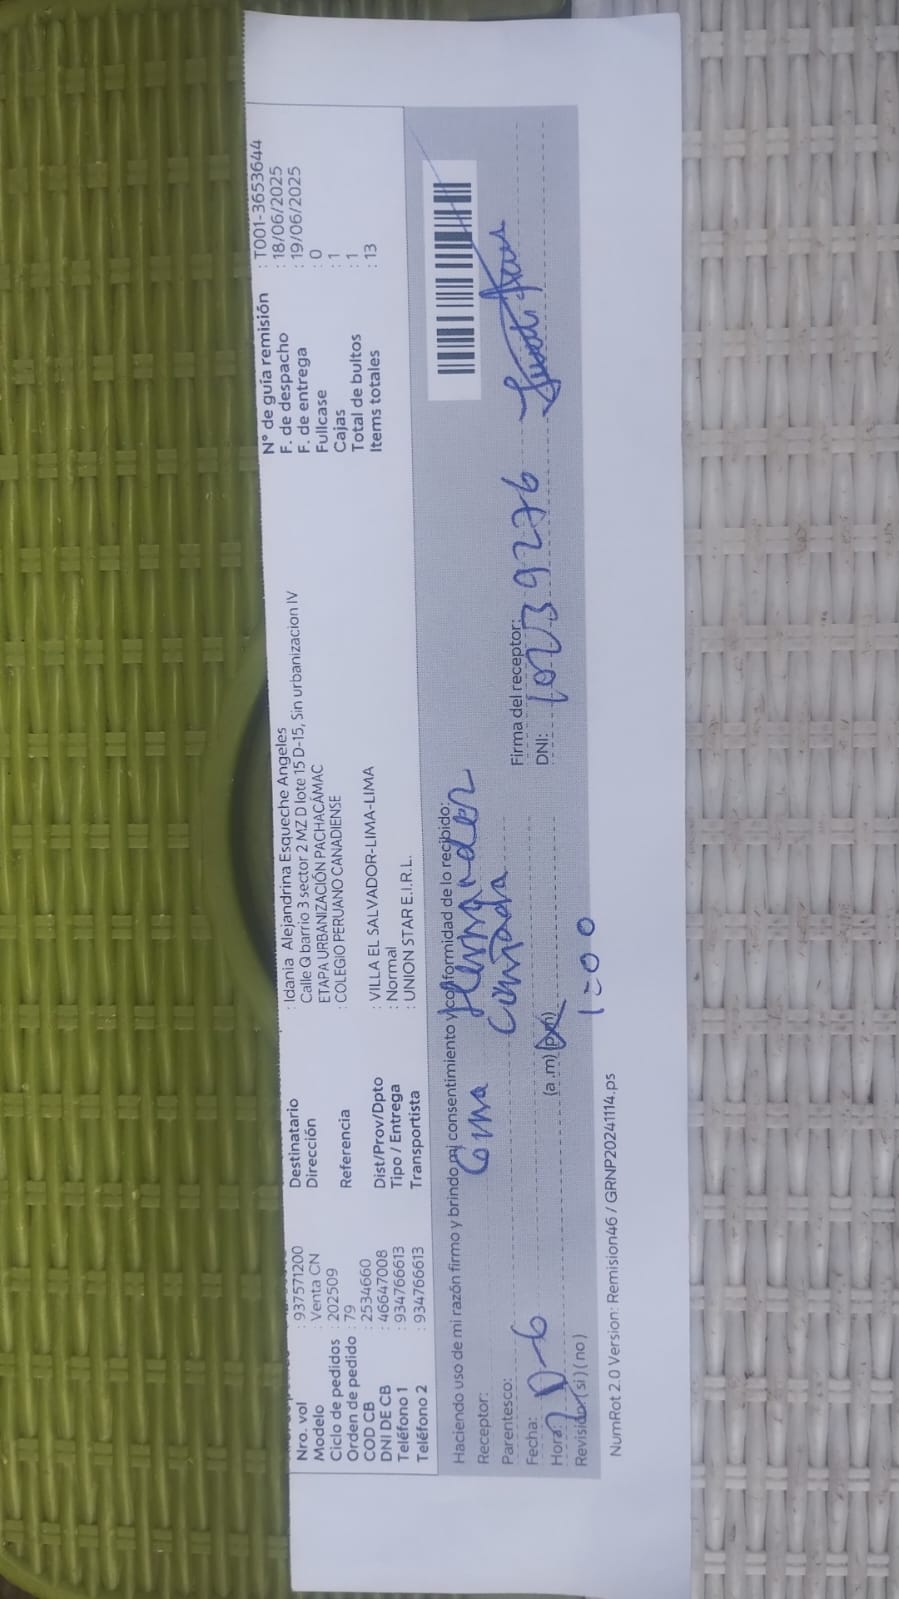 Nro. vol : 937571200
Modelo : Venta CN
Ciclo de pedidos : 202509
Orden de pedido : 79
COD CB : 2534660
DNI DE CB : 46647008
Teléfono 1 : 934766613
Teléfono 2 : 934766613
Destinatario : Idania Alejandrina Esqueche Angeles
Dirección Calle Q barrio 3 sector 2 MZ D lote 15 D-15, Sin urbanizacion IV
ETAPA URBANIZACIÓN PACHACÁMAC
Referencia : COLEGIO PERUANO CANADIENSE
Dist/Prov/Dpto : VILLA EL SALVADOR-LIMA-LIMA
Tipo / Entrega : Normal
Transportista : UNION STAR E.I.R.L.
N° de guía remisión : T001-3653644
F. de despacho : 18/06/2025
F. de entrega : 19/06/2025
Fullcase : 0
Cajas : 1
Total de bultos : 1
Items totales : 13
Haciendo uso de mi razón firmo y brindo mi consentimiento y conformidad de lo recibido:
Receptor:
Parentesco:
Fecha:
Hora: (a .m) (p.m)
1-00
Revisión (si) (no)
Firma del receptor:
DNI: 10239276
NumRot 2.0 Version: Remision46 / GRNP20241114.ps